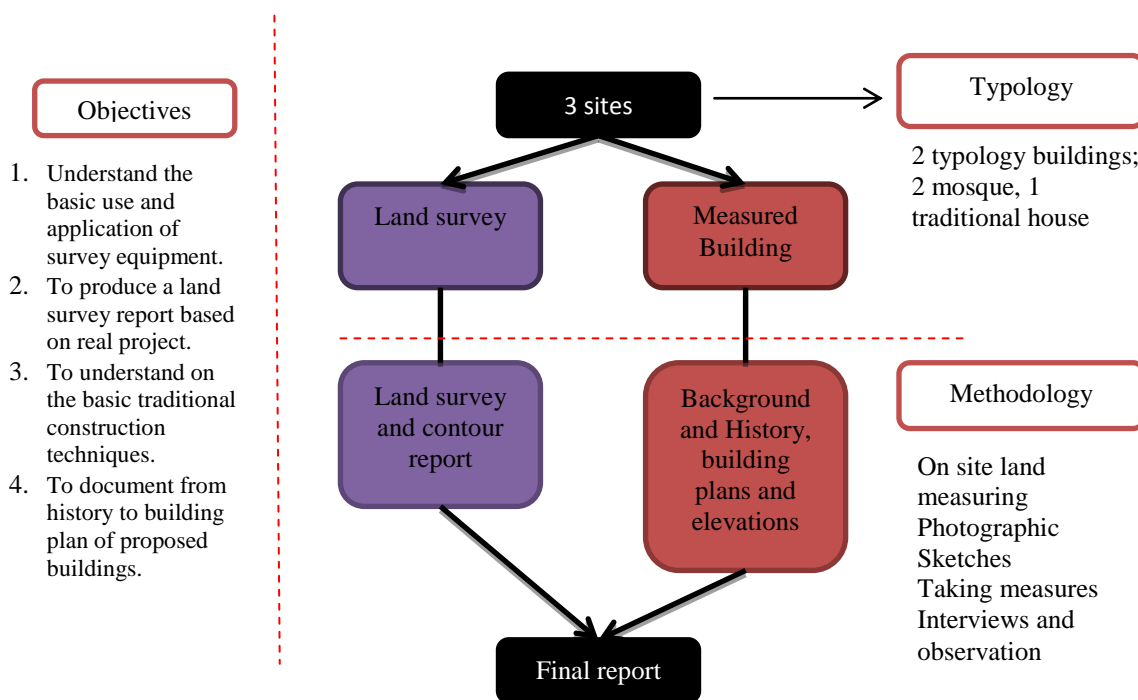 Objectives
1. Understand the
basic use and
application of
survey equipment.
2. To produce a land
survey report based
on real project.
3. To understand on
the basic traditional
construction
techniques.
4. To document from
history to building
plan of proposed
buildings.
3 sites
Land survey
Measured
Building
Land survey
and contour
report
Background
and History,
building
plans and
elevations
Final report
Typology
2 typology buildings;
2 mosque, 1
traditional house
Methodology
On site land
measuring
Photographic
Sketches
Taking measures
Interviews and
observation